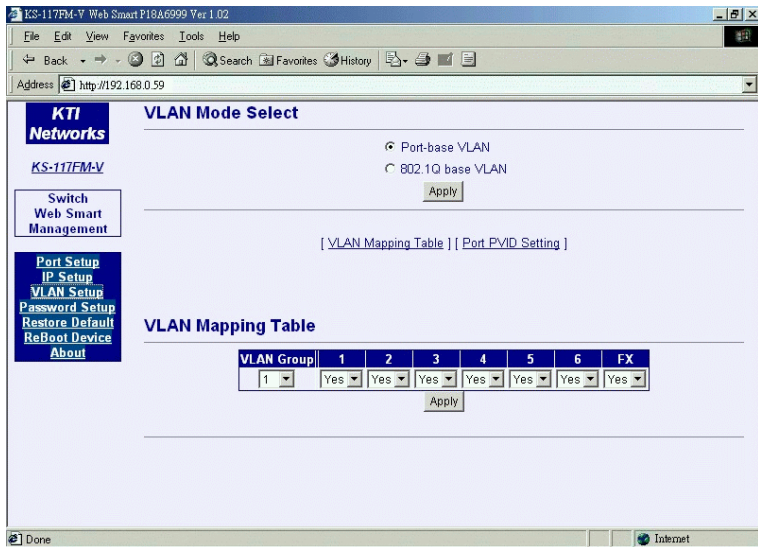 KS-117FM-V Web Smart P18A6999 Ver 1.02
File Edit View Favorites Tools Help
Back Search Favorites History
Address http://192.168.0.59
KTI
Networks
KS-117FM-V
Switch
Web Smart
Management
Port Setup
IP Setup
VLAN Setup
Password Setup
Restore Default
ReBoot Device
About
VLAN Mode Select
Port-base VLAN
802.1Q base VLAN
Apply
[ VLAN Mapping Table ] [ Port PVID Setting ]
VLAN Mapping Table
VLAN Group 1 2 3 4 5 6 FX
1 Yes Yes Yes Yes Yes Yes Yes
Apply
Done Internet